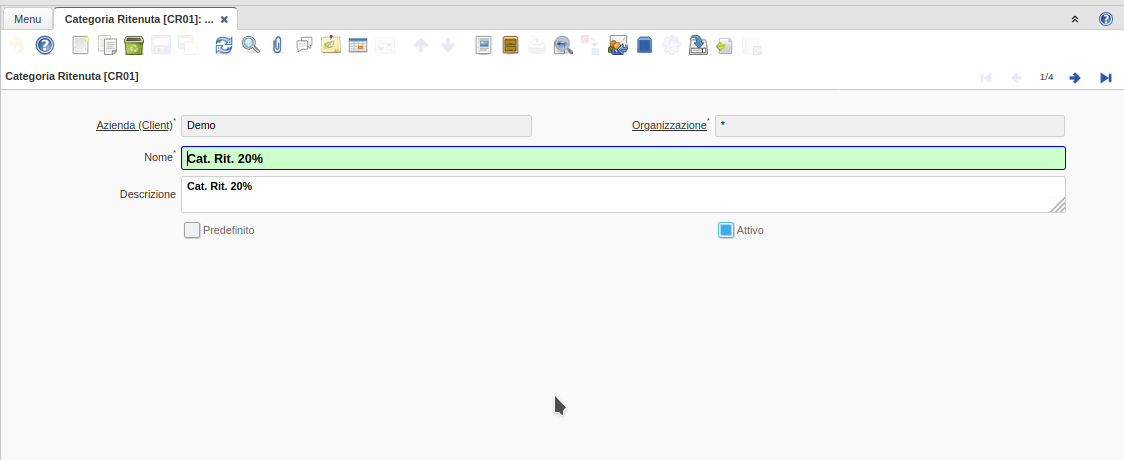 Menu
Categoria Ritenuta [CR01]: ...
Categoria Ritenuta [CR01]
1/4
Azienda (Client)* Demo
Organizzazione* *
Nome* Cat. Rit. 20%
Descrizione Cat. Rit. 20%
Predefinito
Attivo